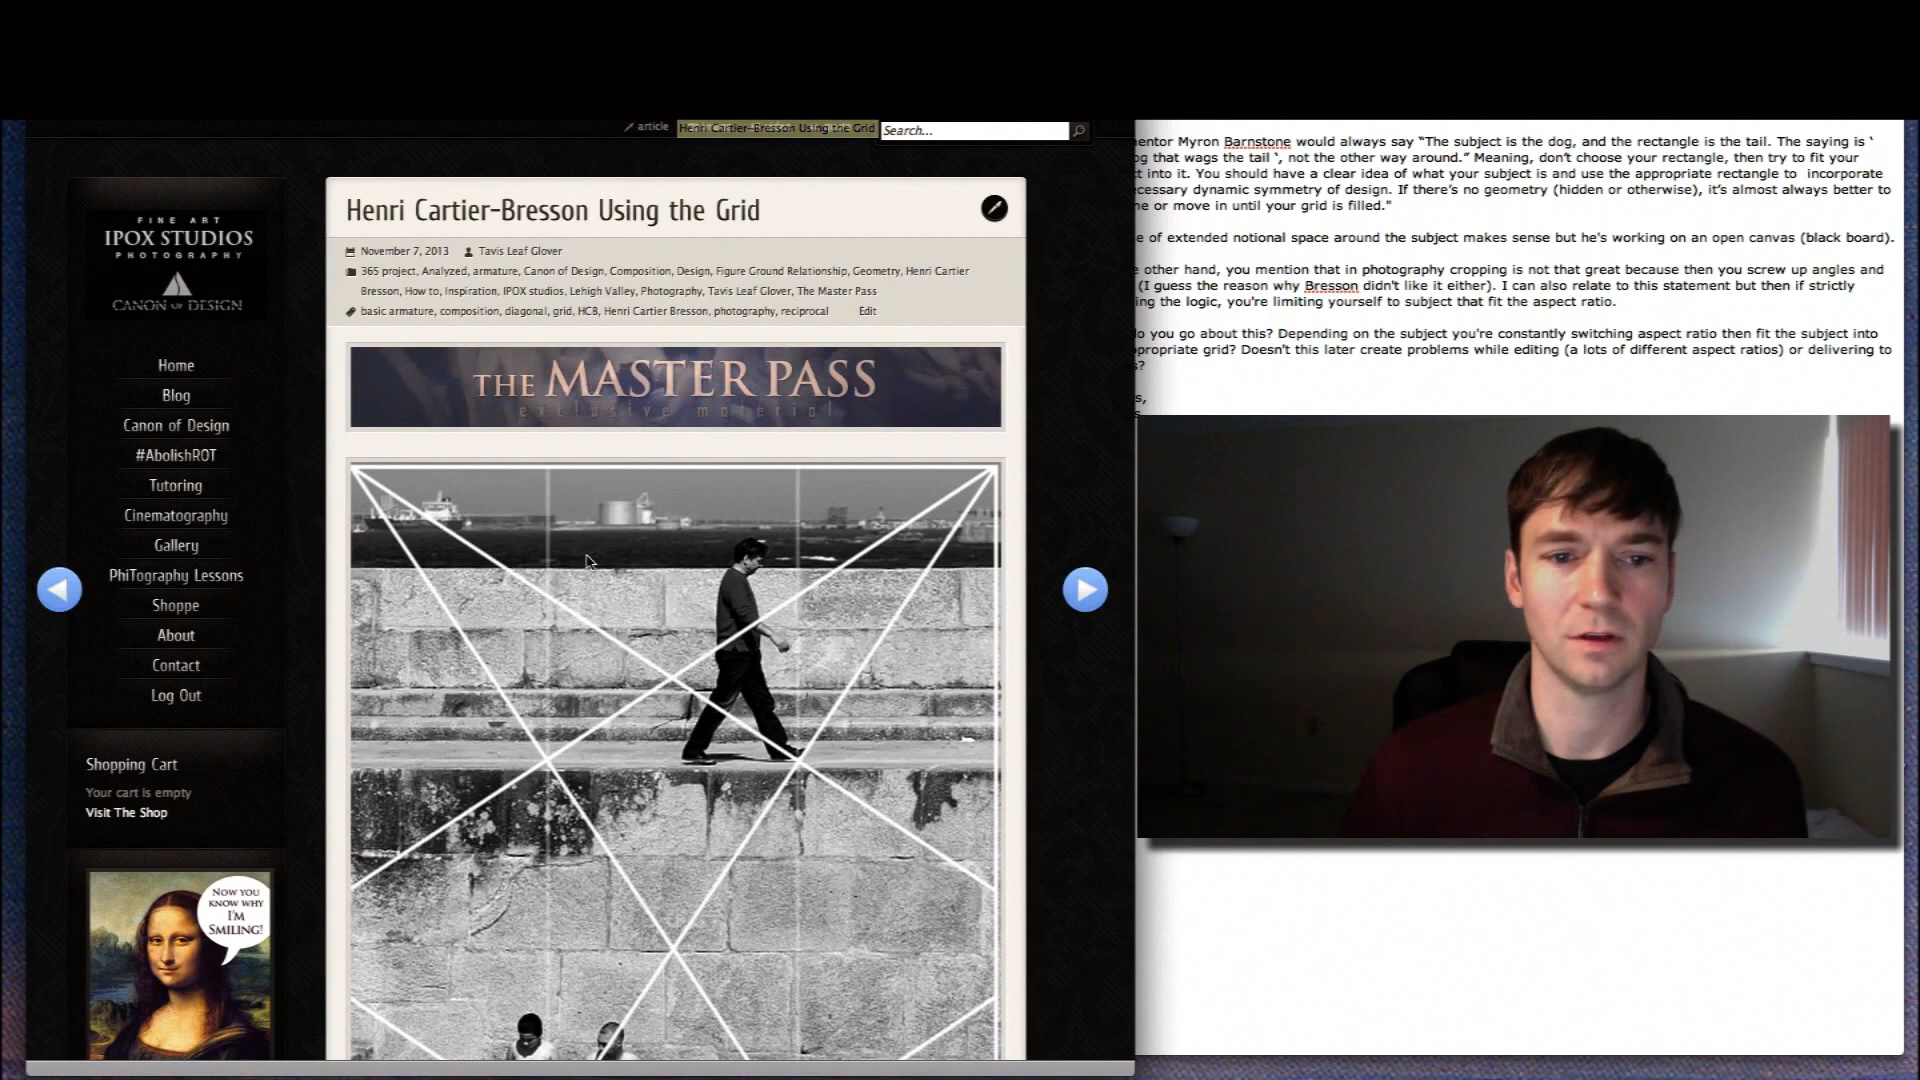 article
Henri Cartier-Bresson Using the Grid
Search...
FINE ART
IPOX STUDIOS
PHOTOGRAPHY
CANON OF DESIGN
Home
Blog
Canon of Design
#AbolishROT
Tutoring
Cinematography
Gallery
PhiTography Lessons
Shoppe
About
Contact
Log Out
Shopping Cart
Your cart is empty
Visit The Shop
NOW YOU
KNOW WHY
I'M
SMILING!
Henri Cartier-Bresson Using the Grid
November 7, 2013 Tavis Leaf Glover
365 project, Analyzed, armature, Canon of Design, Composition, Design, Figure Ground Relationship, Geometry, Henri Cartier
Bresson, How to, Inspiration, IPOX studios, Lehigh Valley, Photography, Tavis Leaf Glover, The Master Pass
basic armature, composition, diagonal, grid, HCB, Henri Cartier Bresson, photography, reciprocal Edit
THE MASTER PASS
exclusive material
Myron Barnstone would always say “The subject is the dog, and the rectangle is the tail. The saying is ‘
that wags the tail ‘, not the other way around.” Meaning, don’t choose your rectangle, then try to fit your
into it. You should have a clear idea of what your subject is and use the appropriate rectangle to incorporate
dynamic symmetry of design. If there’s no geometry (hidden or otherwise), it’s almost always better to
or move in until your grid is filled."
of extended notional space around the subject makes sense but he's working on an open canvas (black board).
other hand, you mention that in photography cropping is not that great because then you screw up angles and
(I guess the reason why Bresson didn't like it either). I can also relate to this statement but then if strictly
the logic, you're limiting yourself to subject that fit the aspect ratio.
you go about this? Depending on the subject you're constantly switching aspect ratio then fit the subject into
grid? Doesn't this later create problems while editing (a lots of different aspect ratios) or delivering to